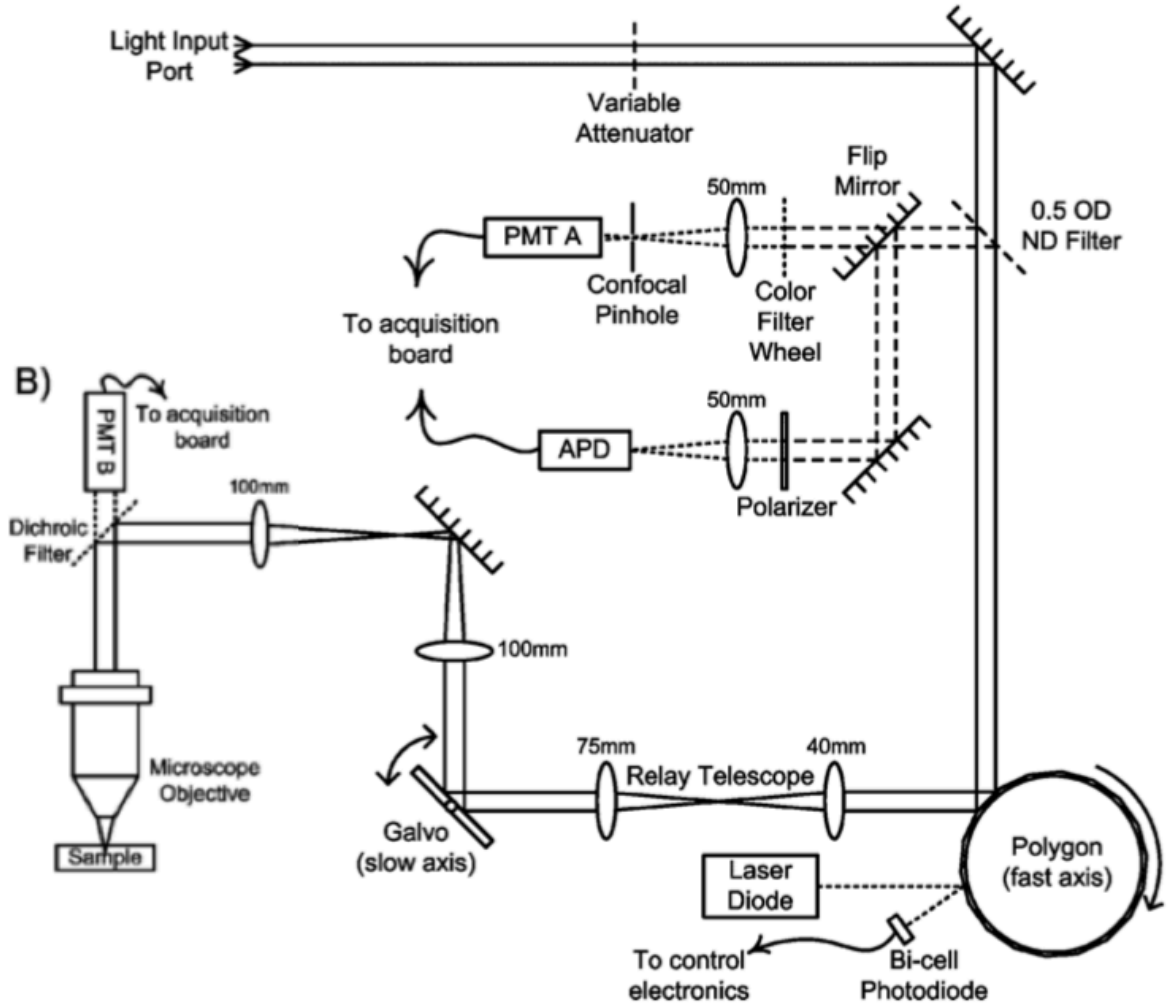 Light Input
Port
Variable
Attenuator
Flip
Mirror
50mm
0.5 OD
ND Filter
PMT A
Confocal
Pinhole
Color
Filter
Wheel
To acquisition
board
B)
PMT B
To acquisition
board
50mm
APD
Polarizer
100mm
Dichroic
Filter
100mm
Microscope
Objective
Sample
75mm
40mm
Relay Telescope
Galvo
(slow axis)
Polygon
(fast axis)
Laser
Diode
To control
electronics
Bi-cell
Photodiode